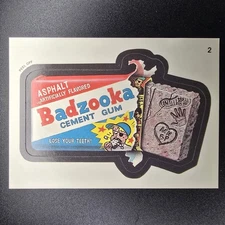 2
ASPHALT
ARTIFICIALLY FLAVORED
Badzooka
CEMENT GUM
LOSE YOUR TEETH!